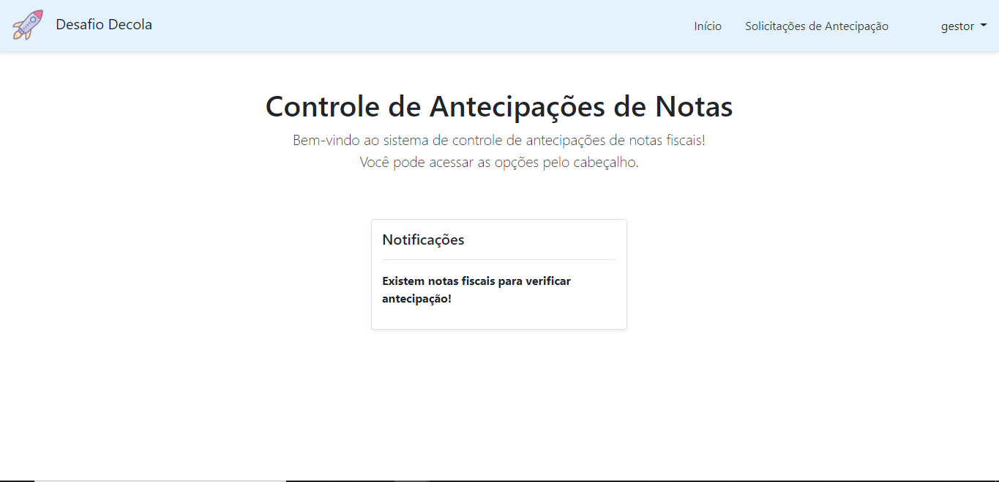 Desafio Decola
Início
Solicitações de Antecipação
gestor
Controle de Antecipações de Notas
Bem-vindo ao sistema de controle de antecipações de notas fiscais!
Você pode acessar as opções pelo cabeçalho.
Notificações
Existem notas fiscais para verificar
antecipação!